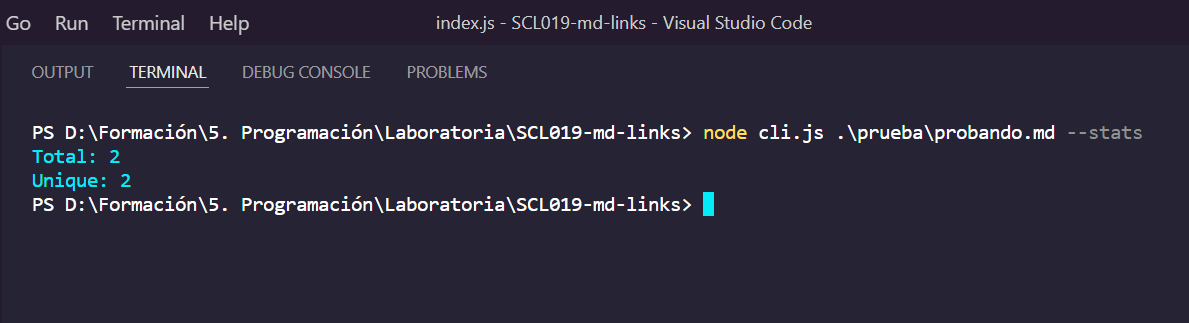 Go Run Terminal Help index.js - SCL019-md-links - Visual Studio Code
OUTPUT TERMINAL DEBUG CONSOLE PROBLEMS
PS D:\Formación\5. Programación\Laboratoria\SCL019-md-links> node cli.js .\prueba\probando.md --stats
Total: 2
Unique: 2
PS D:\Formación\5. Programación\Laboratoria\SCL019-md-links>